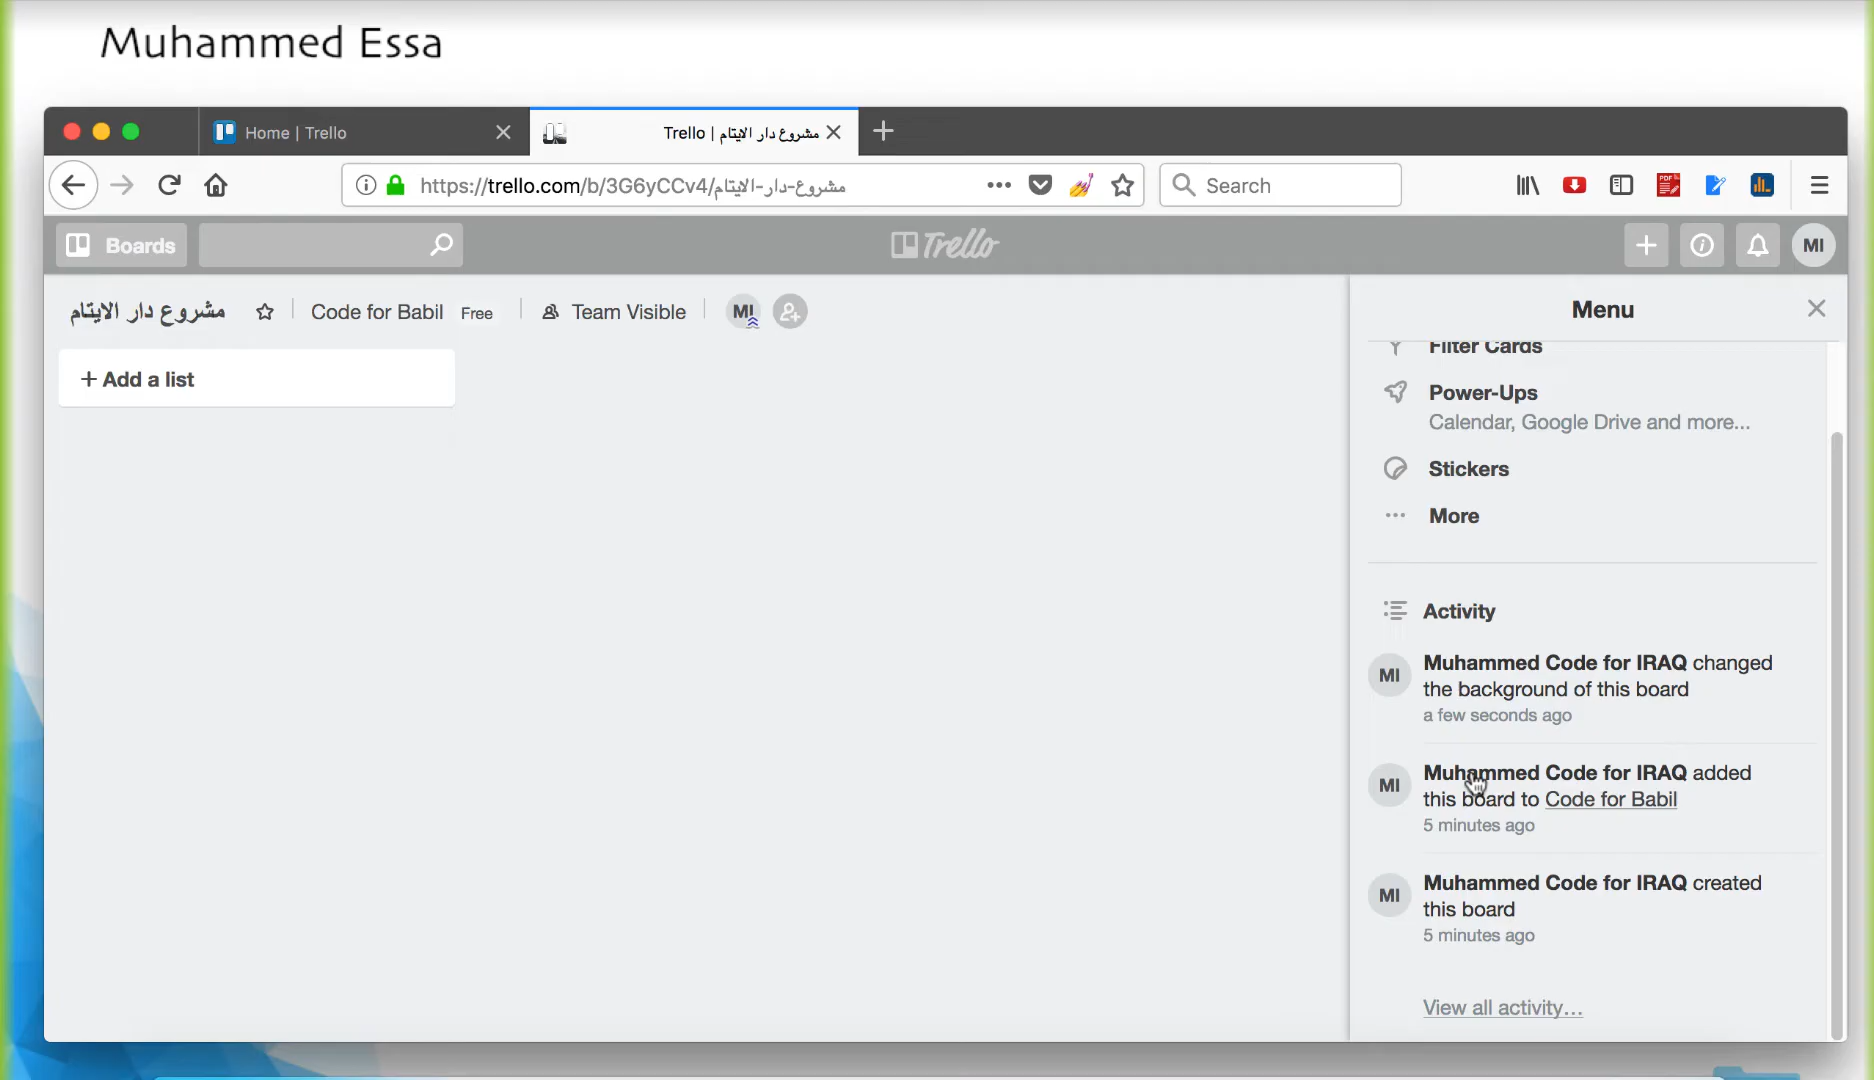 Muhammed Essa
Home | Trello
مشروع دار الايتام | Trello
https://trello.com/b/3G6yCCv4/مشروع-دار-الايتام
Search
Boards
Trello
MI
مشروع دار الايتام
Code for Babil Free
Team Visible
MI
+ Add a list
Menu
Filter Cards
Power-Ups
Calendar, Google Drive and more...
Stickers
More
Activity
MI
Muhammed Code for IRAQ changed
the background of this board
a few seconds ago
MI
Muhammed Code for IRAQ added
this board to Code for Babil
5 minutes ago
MI
Muhammed Code for IRAQ created
this board
5 minutes ago
View all activity...